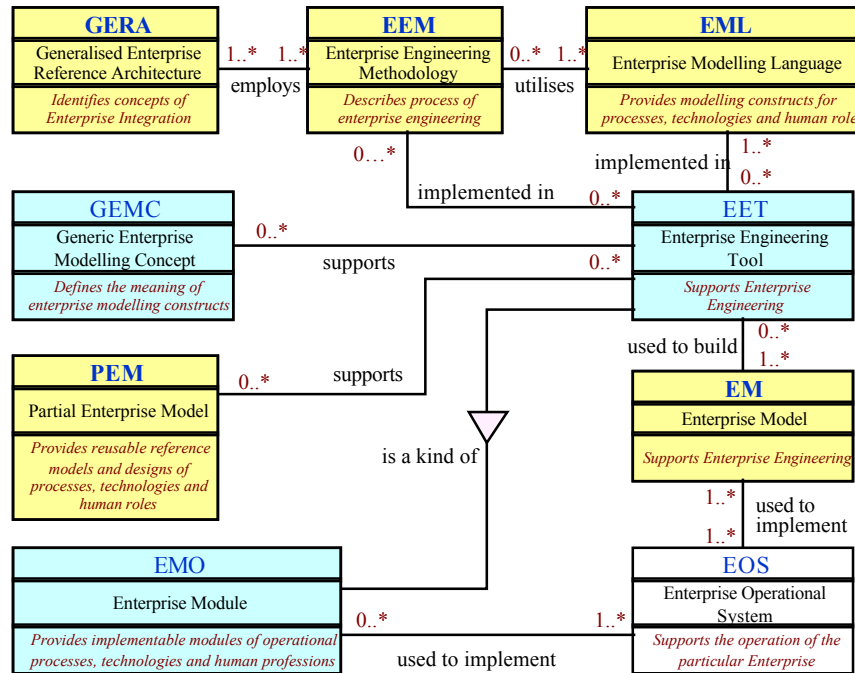 GERA
Generalised Enterprise
Reference Architecture
Identifies concepts of
Enterprise Integration
1..*
1..*
employs
EEM
Enterprise Engineering
Methodology
Describes process of
enterprise engineering
0..*
1..*
utilises
EML
Enterprise Modelling Language
Provides modelling constructs for
processes, technologies and human role
0…*
implemented in
0..*
1..*
implemented in
0..*
GEMC
Generic Enterprise
Modelling Concept
Defines the meaning of
enterprise modelling constructs
0..*
supports
0..*
EET
Enterprise Engineering
Tool
Supports Enterprise
Engineering
0..*
used to build
1..*
PEM
Partial Enterprise Model
Provides reusable reference
models and designs of
processes, technologies and
human roles
0..*
supports
is a kind of
EM
Enterprise Model
Supports Enterprise Engineering
1..*
used to
implement
1..*
EMO
Enterprise Module
Provides implementable modules of operational
processes, technologies and human professions
0..*
1..*
used to implement
EOS
Enterprise Operational
System
Supports the operation of the
particular Enterprise